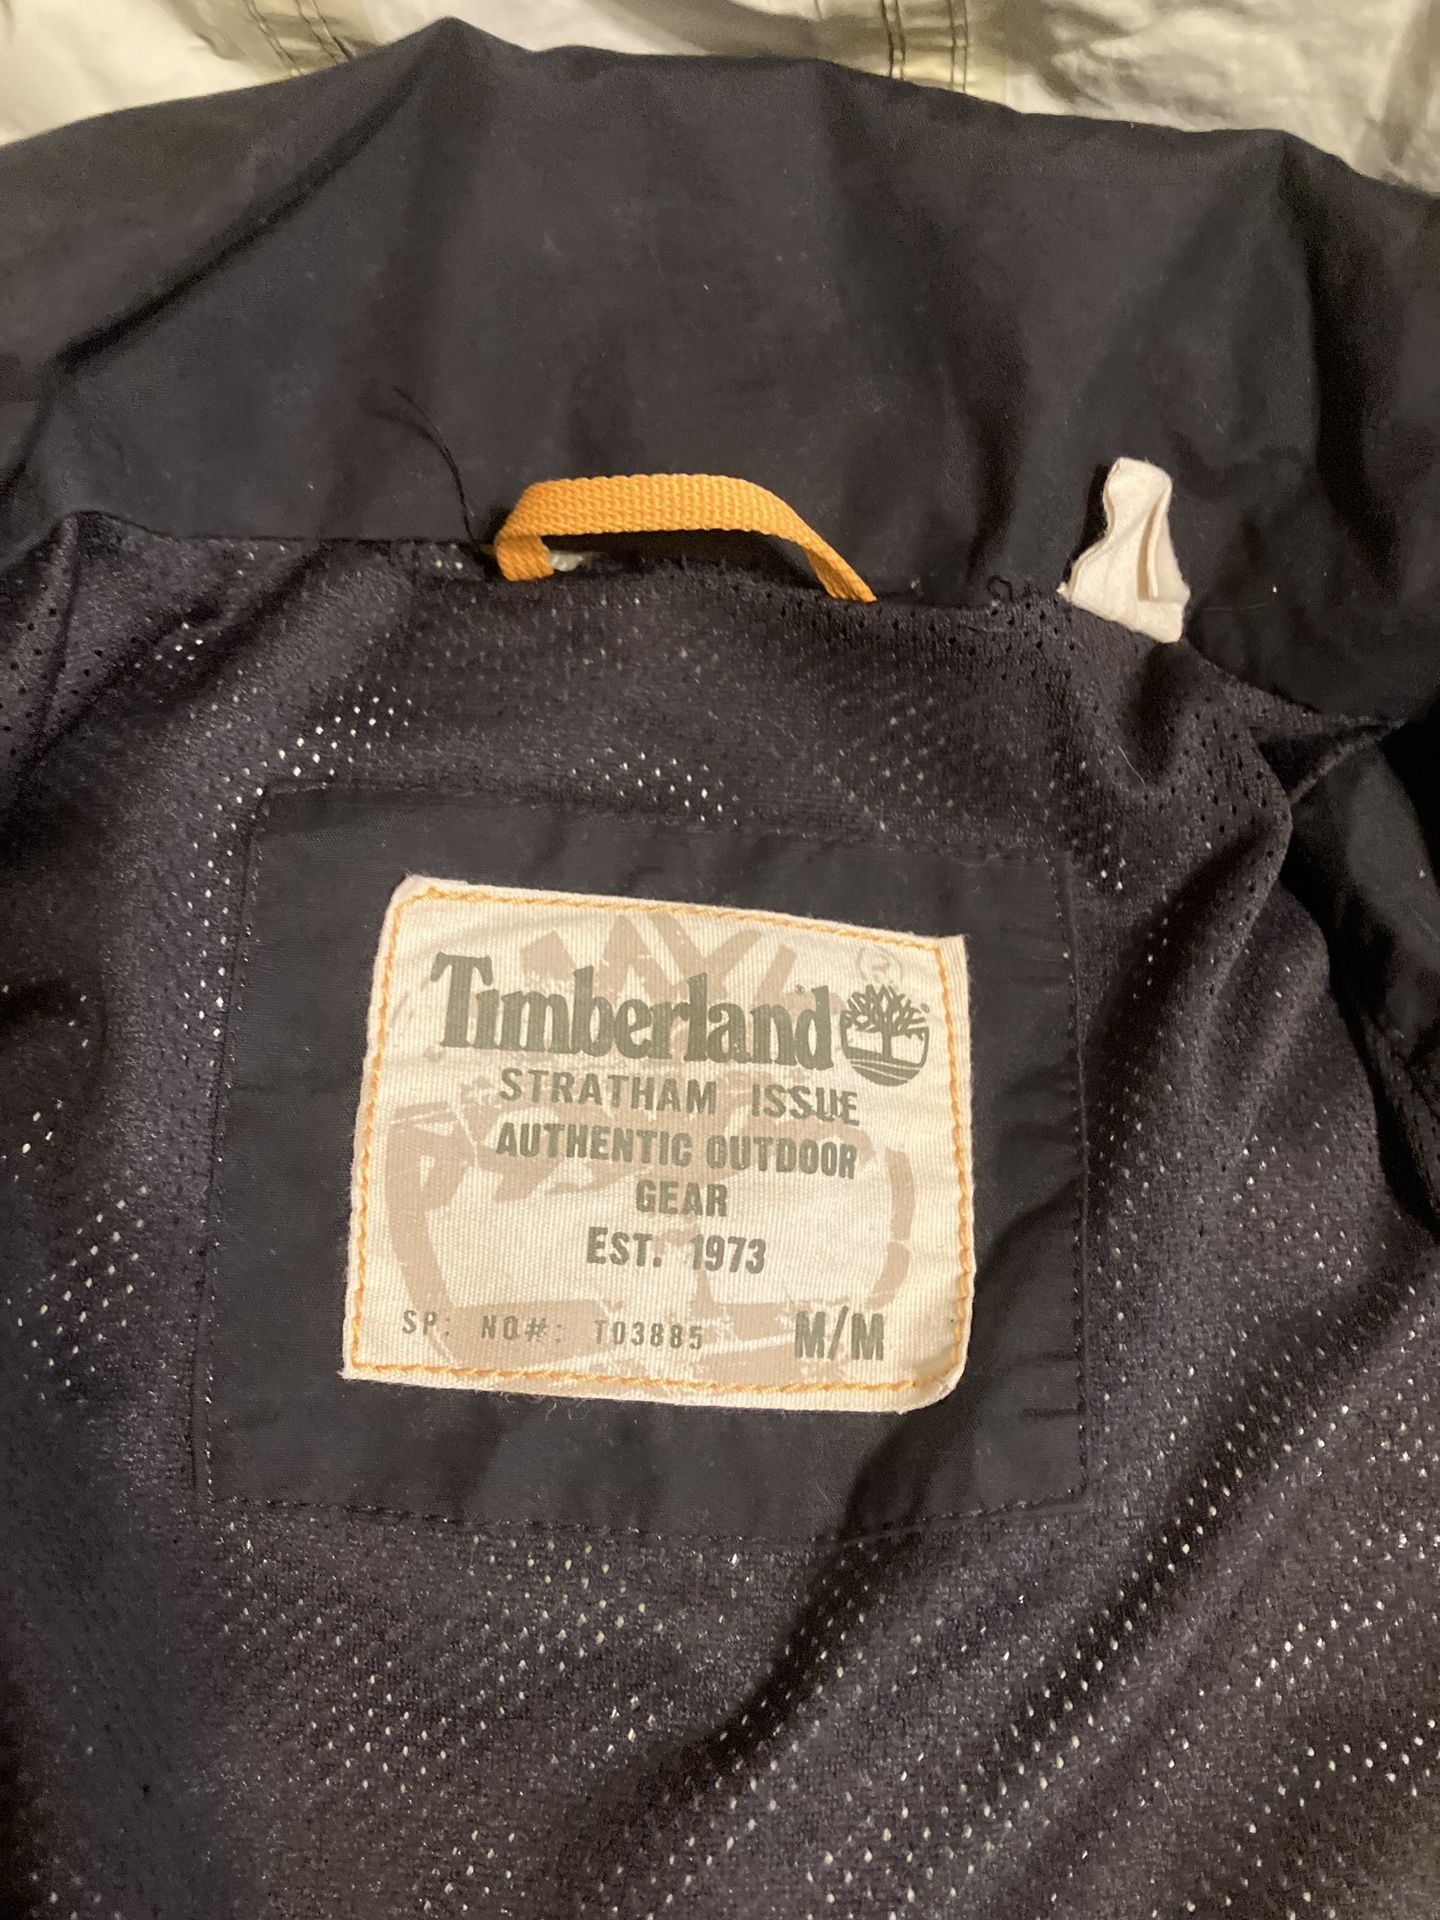 Timberland
STRATHAM ISSUE
AUTHENTIC OUTDOOR
GEAR
EST. 1973
SP: NO#: T03885 M/M